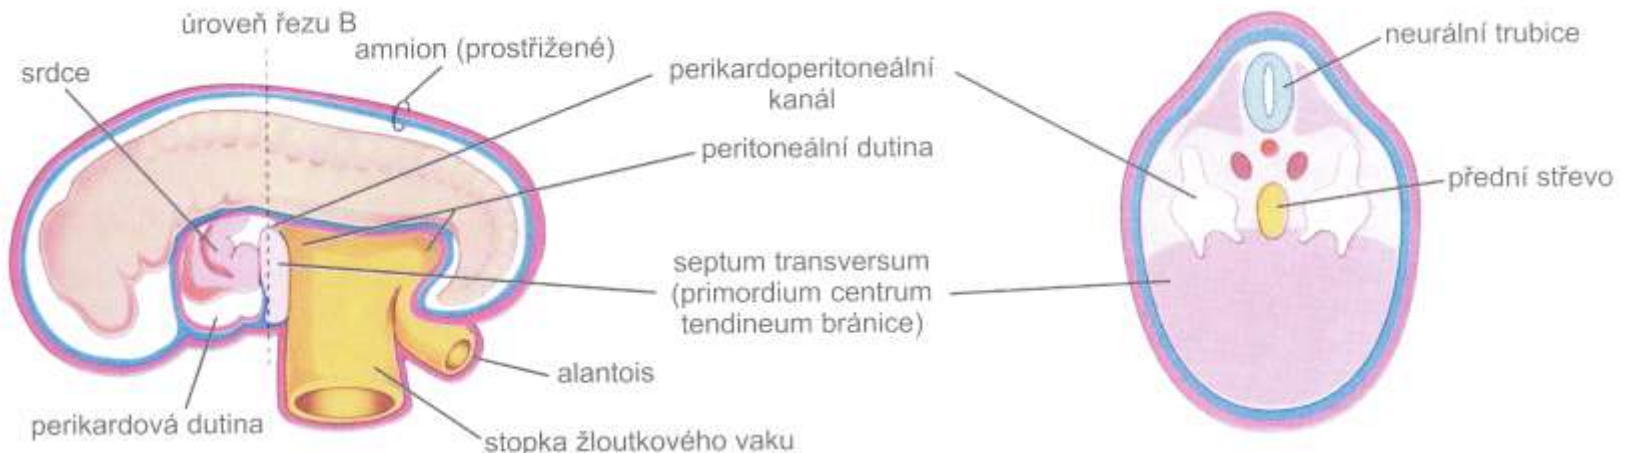 úroveň řezu B
amnion (prostřižené)
srdce
perikardoperitoneální
kanál
peritoneální dutina
septum transversum
(primordium centrum
tendineum bránice)
alantois
perikardová dutina
stopka žloutkového vaku
neurální trubice
přední střevo